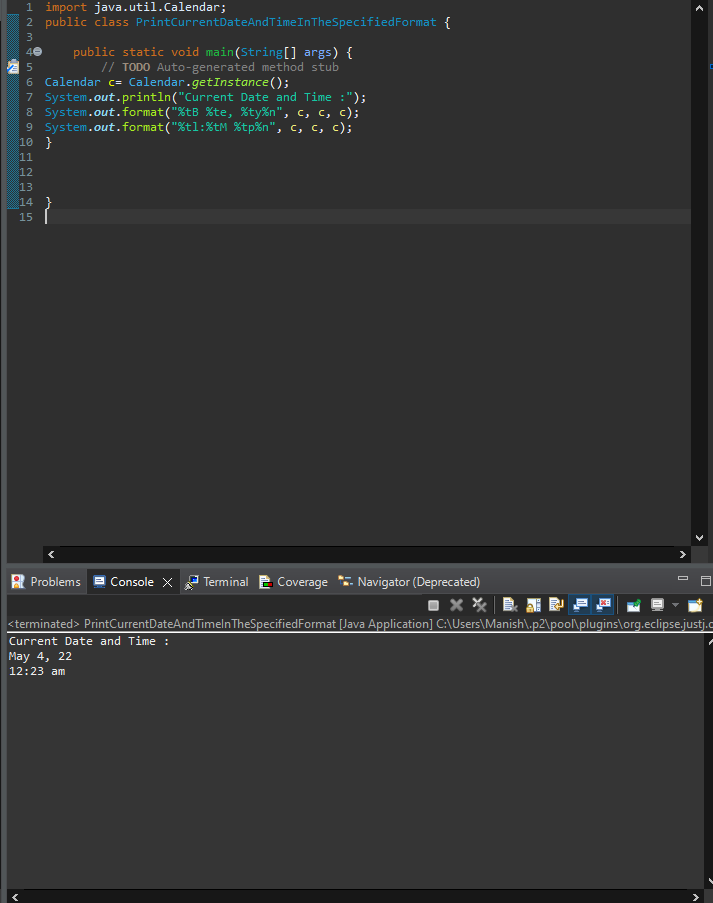 1 import java.util.Calendar;
2 public class PrintCurrentDateAndTimeInTheSpecifiedFormat {
3
4 public static void main(String[] args) {
5 // TODO Auto-generated method stub
6 Calendar c= Calendar.getInstance();
7 System.out.println("Current Date and Time :");
8 System.out.format("%tB %te, %ty%n", c, c, c);
9 System.out.format("%tl:%tM %tp%n", c, c, c);
10 }
11
12
13
14 }
15
Problems Console Terminal Coverage Navigator (Deprecated)
<terminated> PrintCurrentDateAndTimeInTheSpecifiedFormat [Java Application] C:\Users\Manish\.p2\pool\plugins\org.eclipse.justj.o
Current Date and Time :
May 4, 22
12:23 am